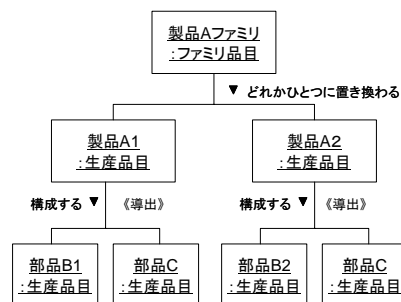 製品Aファミリ
:ファミリ品目
▼ どれかひとつに置き換わる
製品A1
:生産品目
製品A2
:生産品目
構成する ▼ 《導出》
構成する ▼ 《導出》
部品B1
:生産品目
部品C
:生産品目
部品B2
:生産品目
部品C
:生産品目